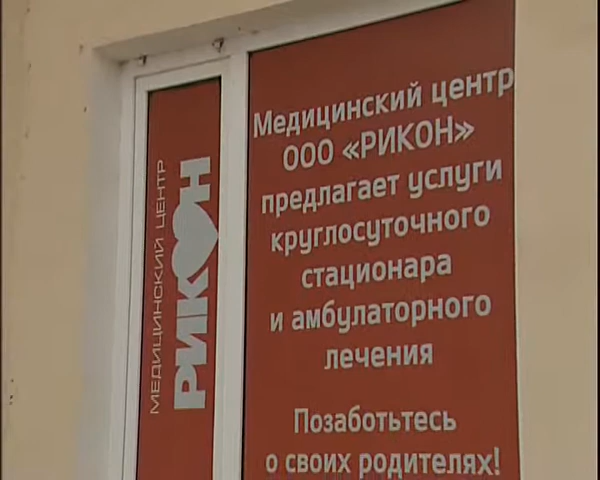 МЕДИЦИНСКИЙ ЦЕНТР
РИКОН
Медицинский центр
ООО «РИКОН»
предлагает услуги
круглосуточного
стационара
и амбулаторного
лечения
Позаботьтесь
о своих родителях!